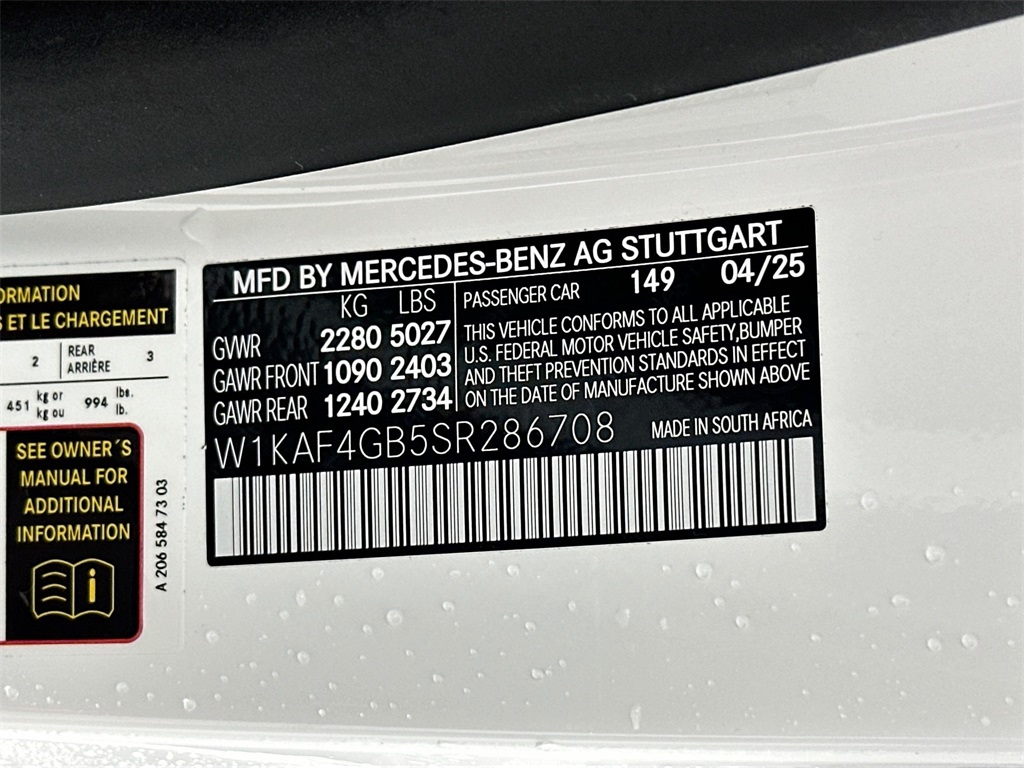 MFD BY MERCEDES-BENZ AG STUTTGART
KG LBS
GVWR 2280 5027
GAWR FRONT 1090 2403
GAWR REAR 1240 2734
PASSENGER CAR 149 04/25
THIS VEHICLE CONFORMS TO ALL APPLICABLE
U.S. FEDERAL MOTOR VEHICLE SAFETY,BUMPER
AND THEFT PREVENTION STANDARDS IN EFFECT
ON THE DATE OF MANUFACTURE SHOWN ABOVE
W1KAF4GB5SR286708 MADE IN SOUTH AFRICA
ET LE CHARGEMENT
2 REAR 3
ARRIÈRE
451 kg or 994 lbs.
kg ou lb.
SEE OWNER´S
MANUAL FOR
ADDITIONAL
INFORMATION
A 206 584 73 03